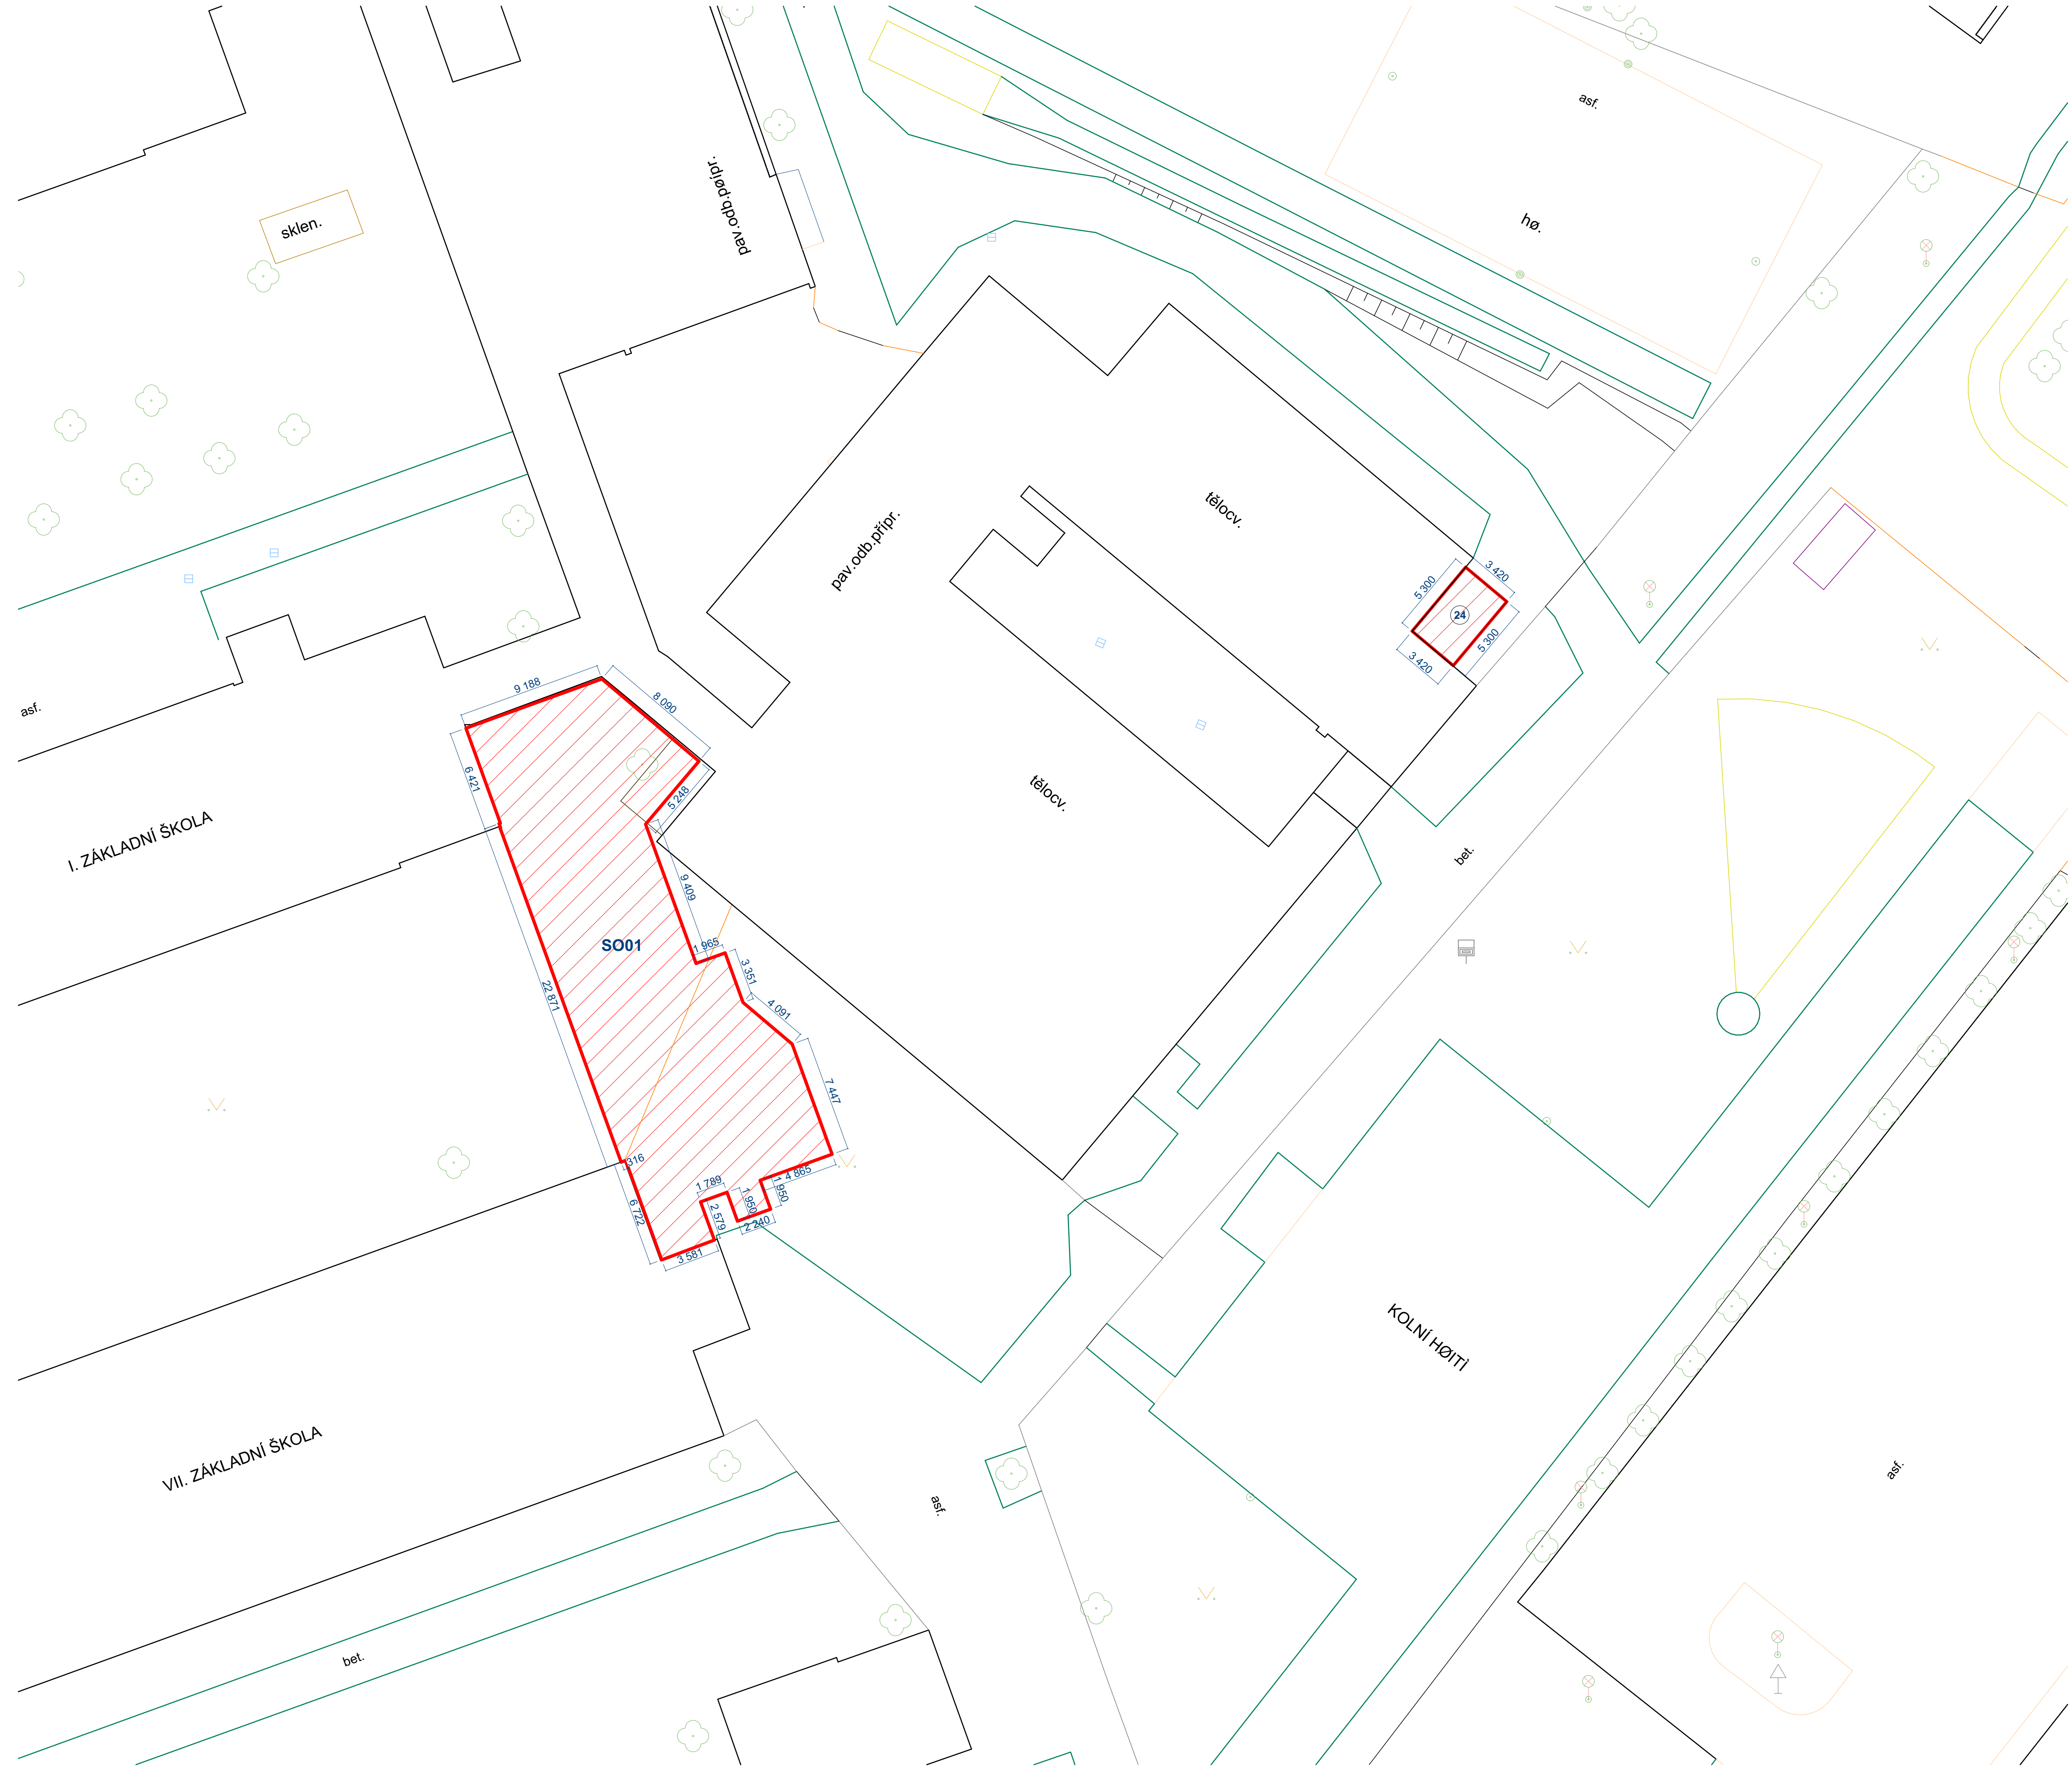 asf.
pav.odb.pøípr.
sklen.
hø.
tělocv.
pav.odb.přípr.
3 420
5 300
24
5 300
3 420
9 188
8 090
asf.
6 421
5 248
tělocv.
I. ZÁKLADNÍ ŠKOLA
bet.
9 409
SO01
1 965
3 351
22 871
4 091
7 447
316
4 865
1 789
1 950
1 950
2 579
2 240
6 722
3 581
KOLNÍ HØITÌ
VII. ZÁKLADNÍ ŠKOLA
asf.
asf.
bet.